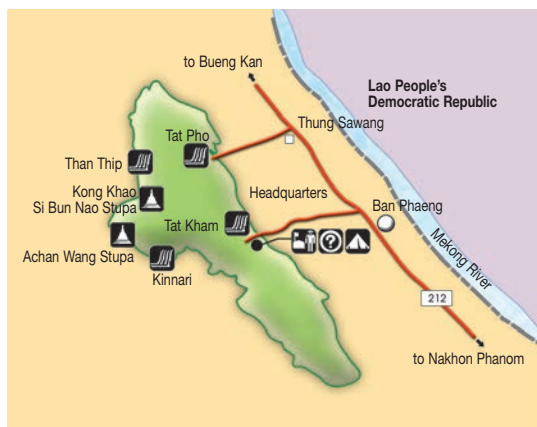 to Bueng Kan
Lao People's
Democratic Republic
Thung Sawang
Tat Pho
Than Thip
Kong Khao
Si Bun Nao Stupa
Headquarters
Ban Phaeng
Tat Kham
Achan Wang Stupa
Kinnari
?
Mekong River
212
to Nakhon Phanom